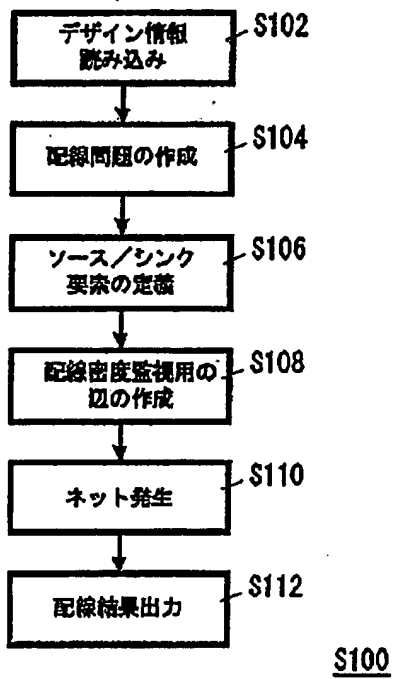 デザイン情報
読み込み
S102
配線問題の作成
S104
ソース／シンク
要素の定義
S106
配線密度監視用の
辺の作成
S108
ネット発生
S110
配線結果出力
S112
S100